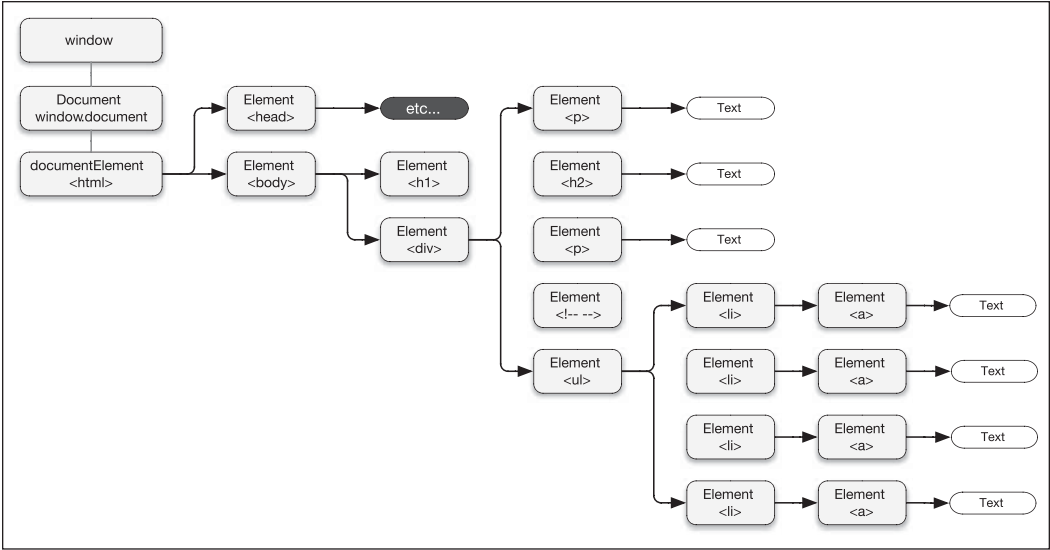 window
Document
window.document
documentElement
<html>
Element
<head>
etc...
Element
<body>
Element
<h1>
Element
<div>
Element
<p>
Text
Element
<h2>
Text
Element
<p>
Text
Element
<!-- -->
Element
<ul>
Element
<li>
Element
<a>
Text
Element
<li>
Element
<a>
Text
Element
<li>
Element
<a>
Text
Element
<li>
Element
<a>
Text